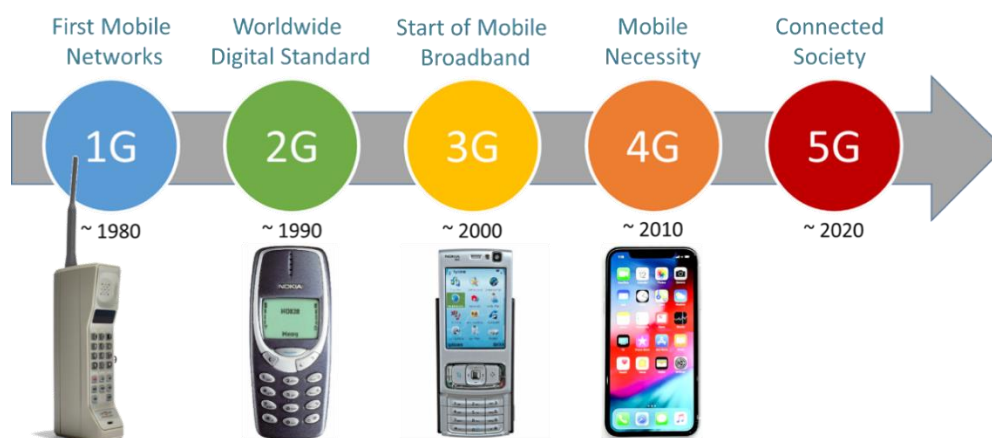 First Mobile
Networks
Worldwide
Digital Standard
Start of Mobile
Broadband
Mobile
Necessity
Connected
Society
1G
2G
3G
4G
5G
~ 1980
~ 1990
~ 2000
~ 2010
~ 2020
NOKIA
NOKIA